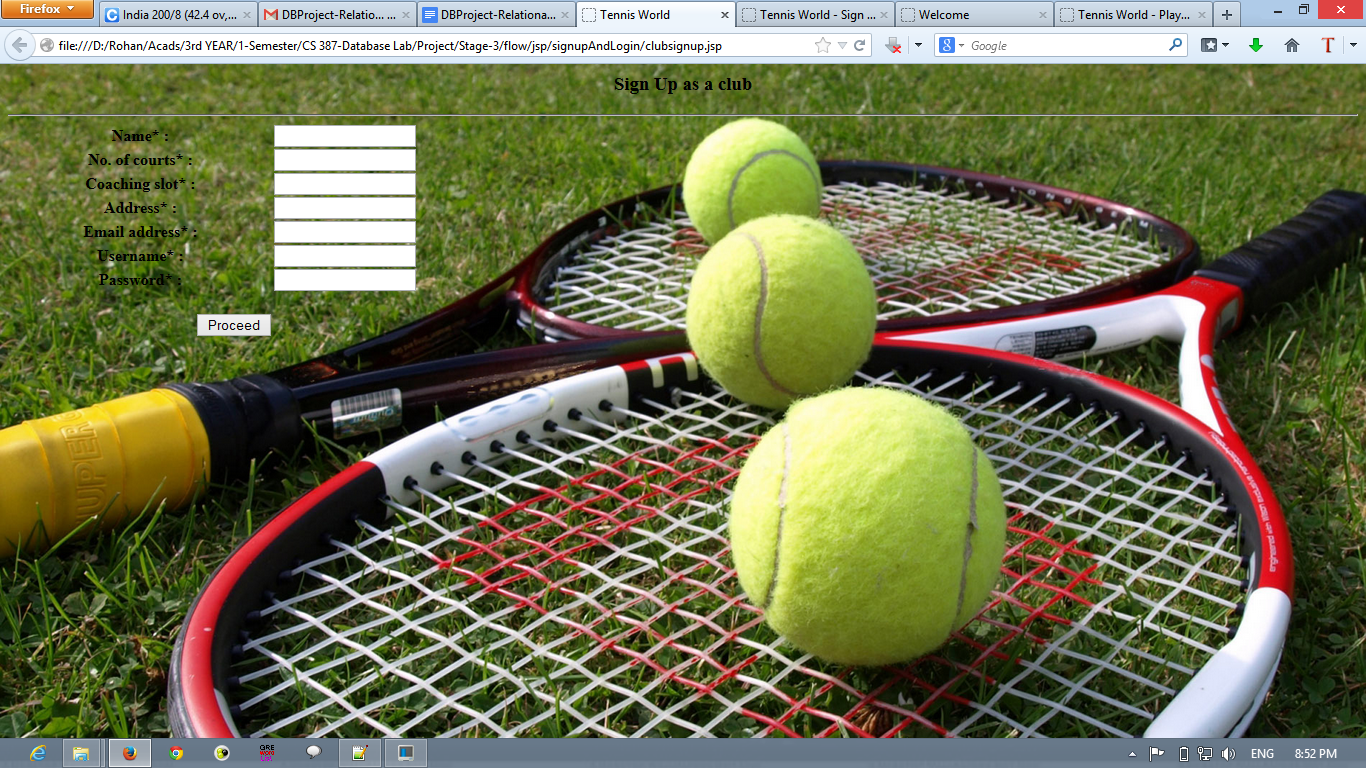 Firefox
India 200/8 (42.4 ov,...
DBProject-Relatio... ...
DBProject-Relationa...
Tennis World
Tennis World - Sign ...
Welcome
Tennis World - Play...
file:///D:/Rohan/Acads/3rd YEAR/1-Semester/CS 387-Database Lab/Project/Stage-3/flow/jsp/signupAndLogin/clubsignup.jsp
Google
Sign Up as a club
Name* :
No. of courts* :
Coaching slot* :
Address* :
Email address* :
Username* :
Password* :
Proceed
ENG
8:52 PM